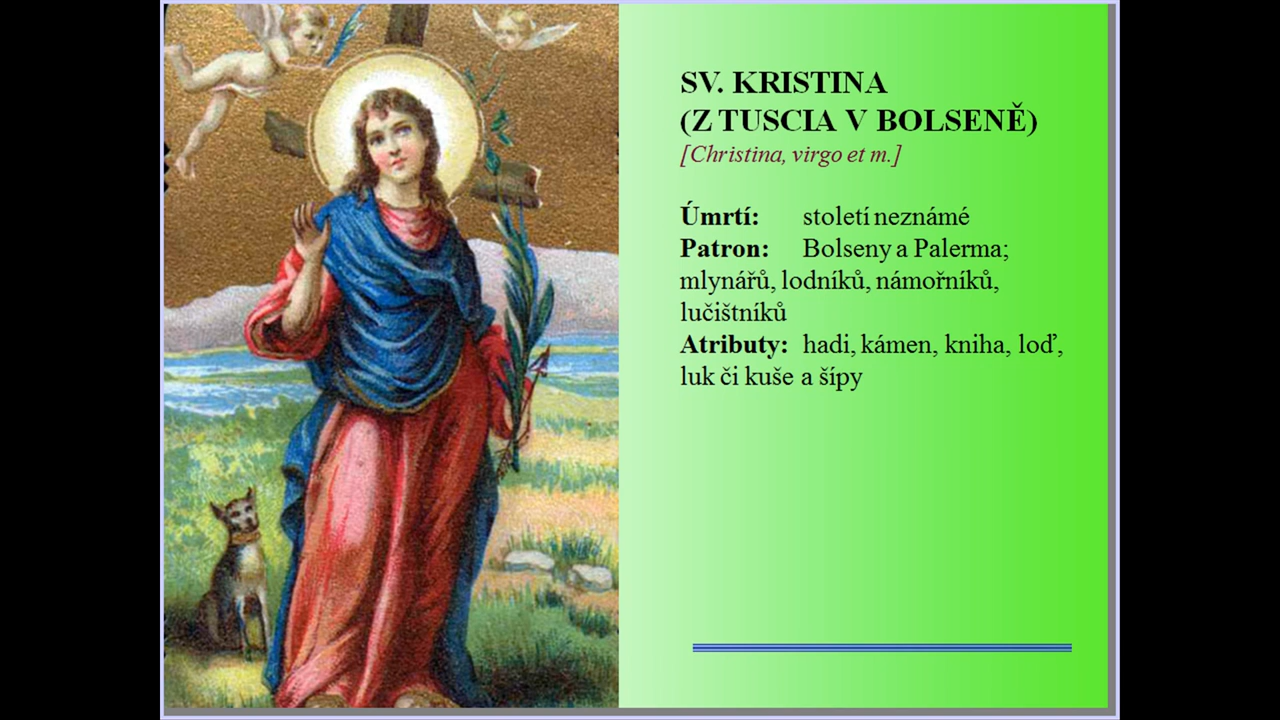 SV. KRISTINA
(Z TUSCIA V BOLSENĚ)
[Christina, virgo et m.]
Úmrtí: století neznámé
Patron: Bolseny a Palerma;
mlynářů, lodníků, námořníků,
lučištníků
Atributy: hadi, kámen, kniha, loď,
luk či kuše a šípy